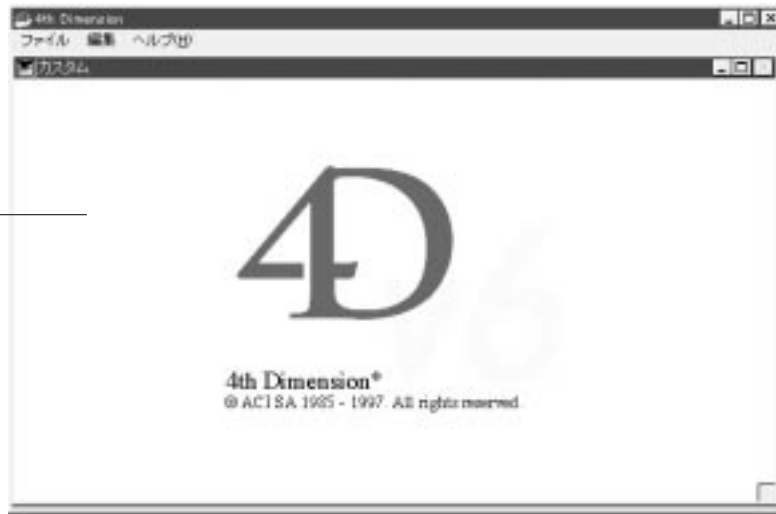 4th Dimension
ファイル 編集 ヘルプ(H)
カスタム
4D
v6
4th Dimension®
© ACI SA 1985 - 1997. All rights reserved.